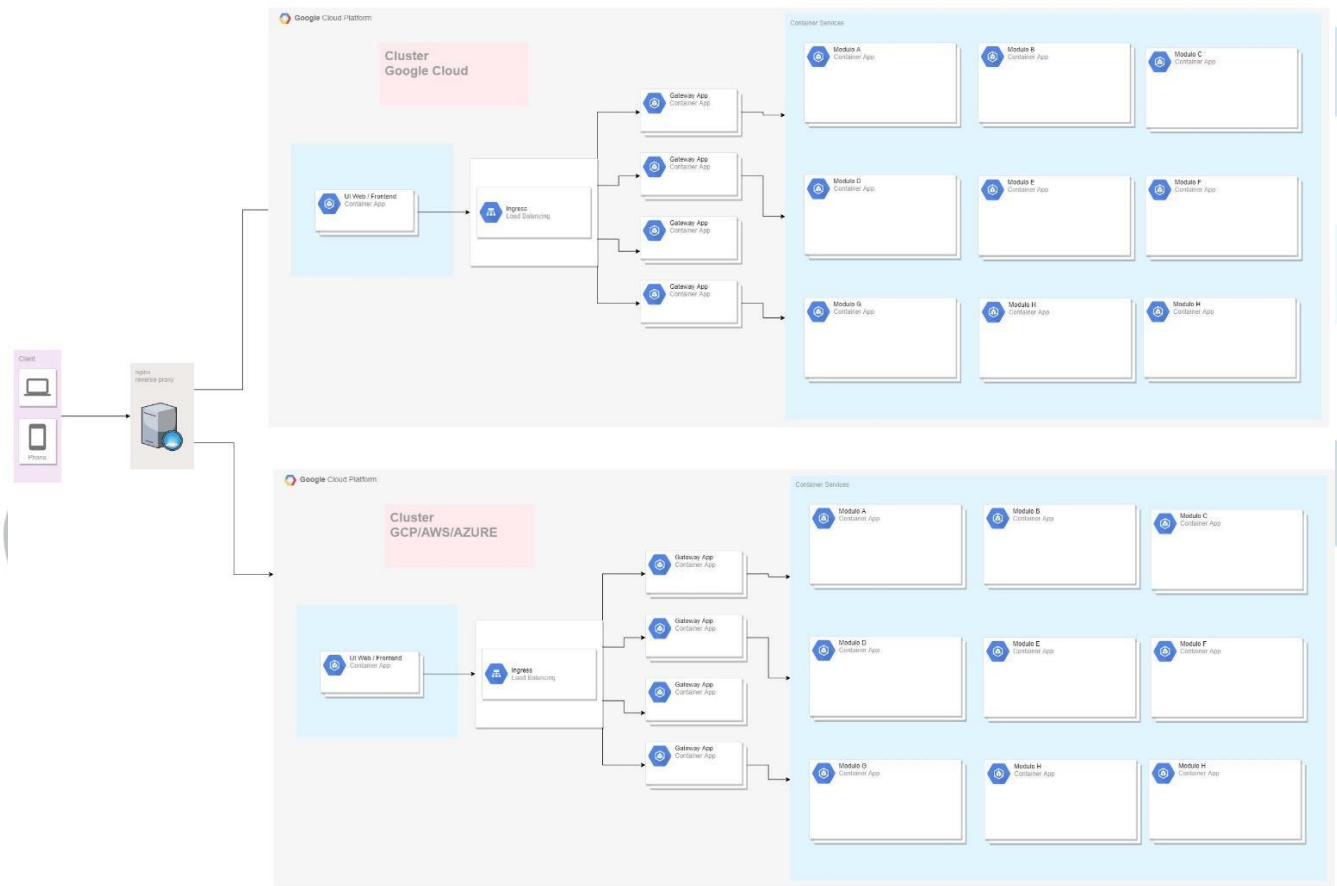 Google Cloud Platform
Container Services
Cluster
Google Cloud
Modulo A
Container App
Modulo B
Container App
Modulo C
Container App
Gateway App
Container App
Gateway App
Container App
Gateway App
Container App
Gateway App
Container App
UI Web / Frontend
Container App
Ingress
Load Balancing
Modulo D
Container App
Modulo E
Container App
Modulo F
Container App
Modulo G
Container App
Modulo H
Container App
Modulo H
Container App
Client
Phone
nginx
reverse proxy
Google Cloud Platform
Container Services
Cluster
GCP/AWS/AZURE
Modulo A
Container App
Modulo B
Container App
Modulo C
Container App
Gateway App
Container App
Gateway App
Container App
Gateway App
Container App
Gateway App
Container App
UI Web / Frontend
Container App
Ingress
Load Balancing
Modulo D
Container App
Modulo E
Container App
Modulo F
Container App
Modulo G
Container App
Modulo H
Container App
Modulo H
Container App